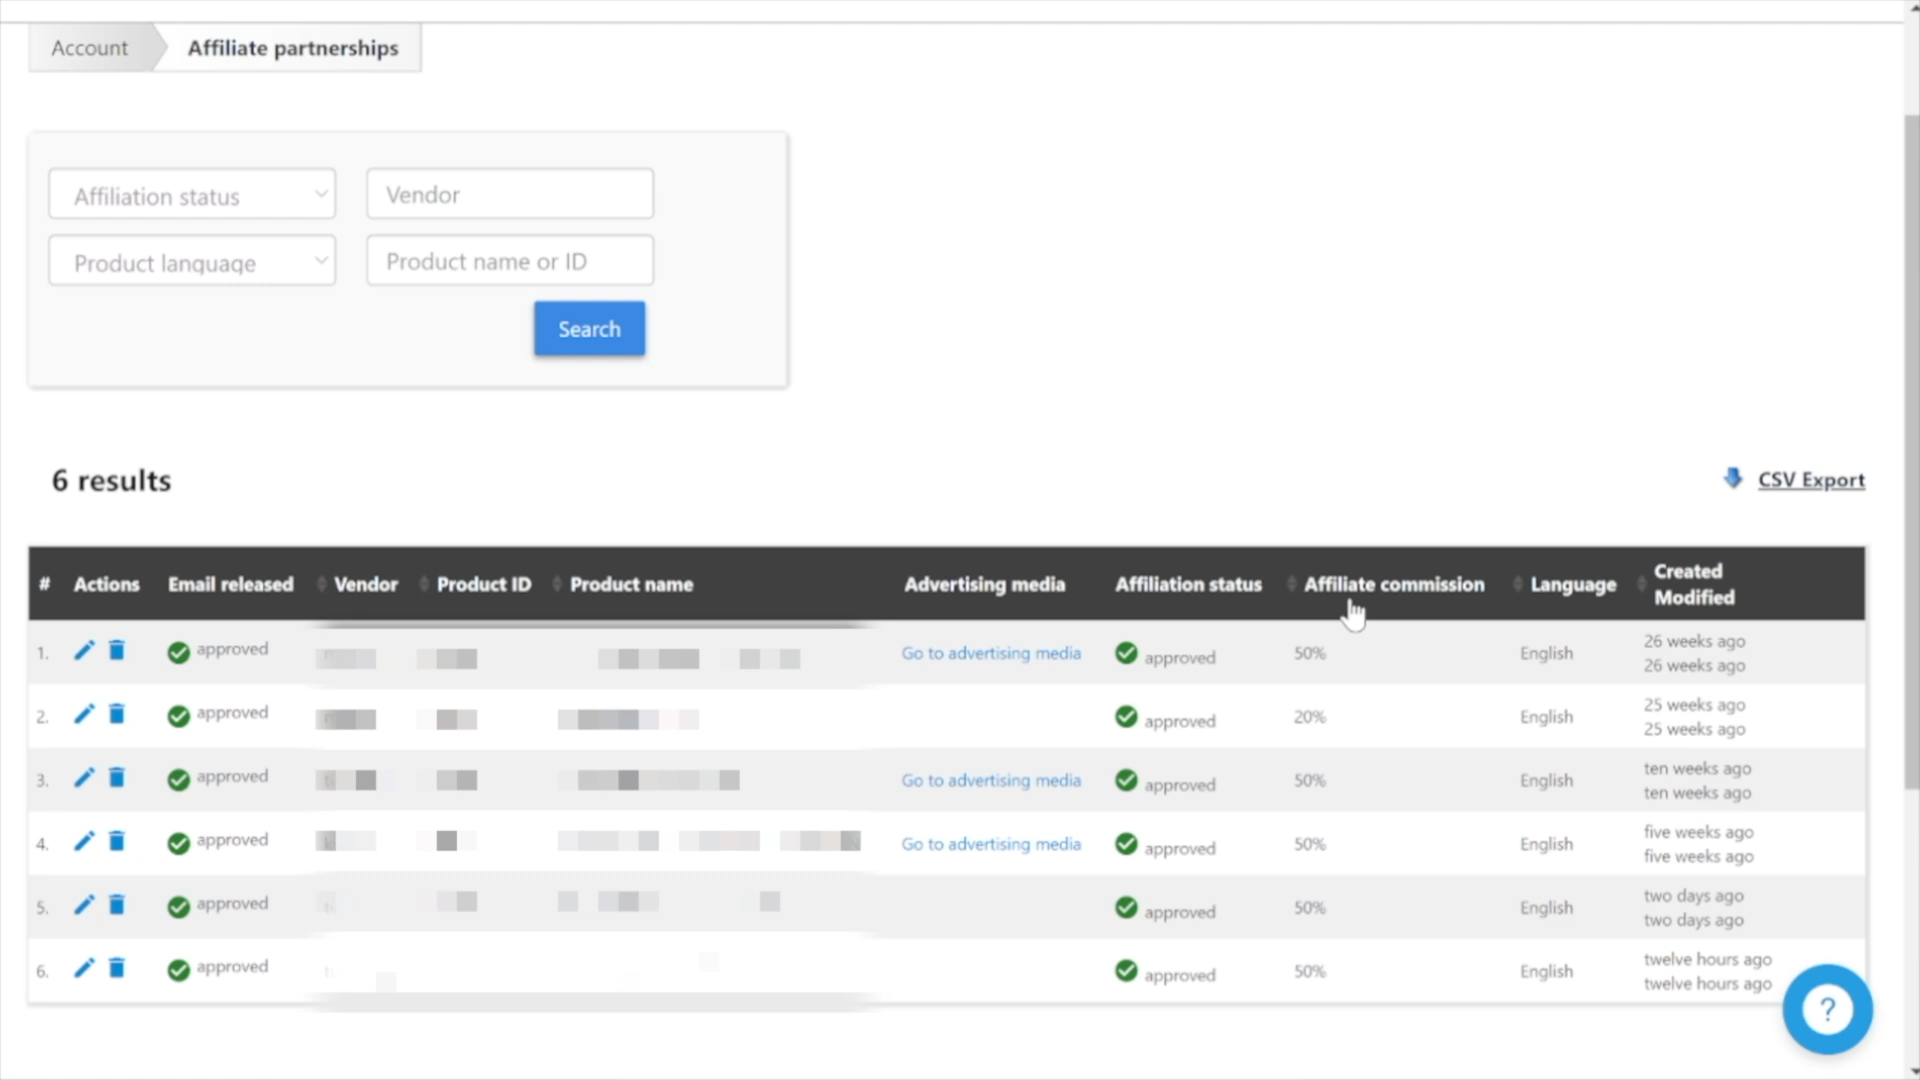 Account Affiliate partnerships
Affiliation status Vendor
Product language Product name or ID
Search
6 results CSV Export
# Actions Email released Vendor Product ID Product name Advertising media Affiliation status Affiliate commission Language Created
Modified
1. approved Go to advertising media approved 50% English 26 weeks ago
26 weeks ago
2. approved approved 20% English 25 weeks ago
25 weeks ago
3. approved Go to advertising media approved 50% English ten weeks ago
ten weeks ago
4. approved Go to advertising media approved 50% English five weeks ago
five weeks ago
5. approved approved 50% English two days ago
two days ago
6. approved approved 50% English twelve hours ago
twelve hours ago
?